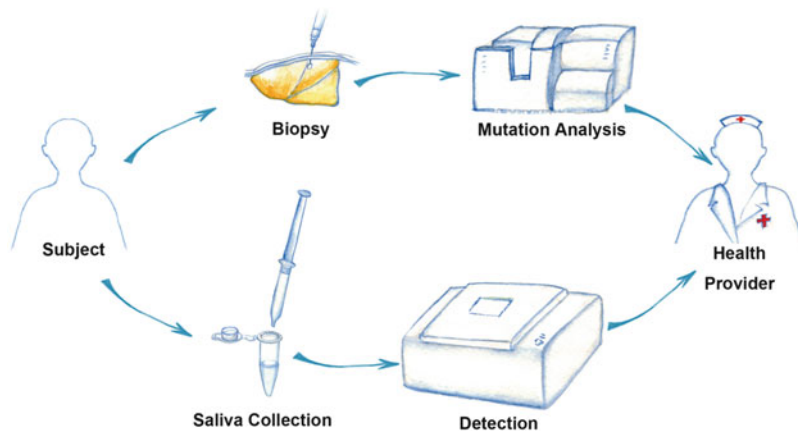 Biopsy
Mutation Analysis
Subject
Health
Provider
Saliva Collection
Detection